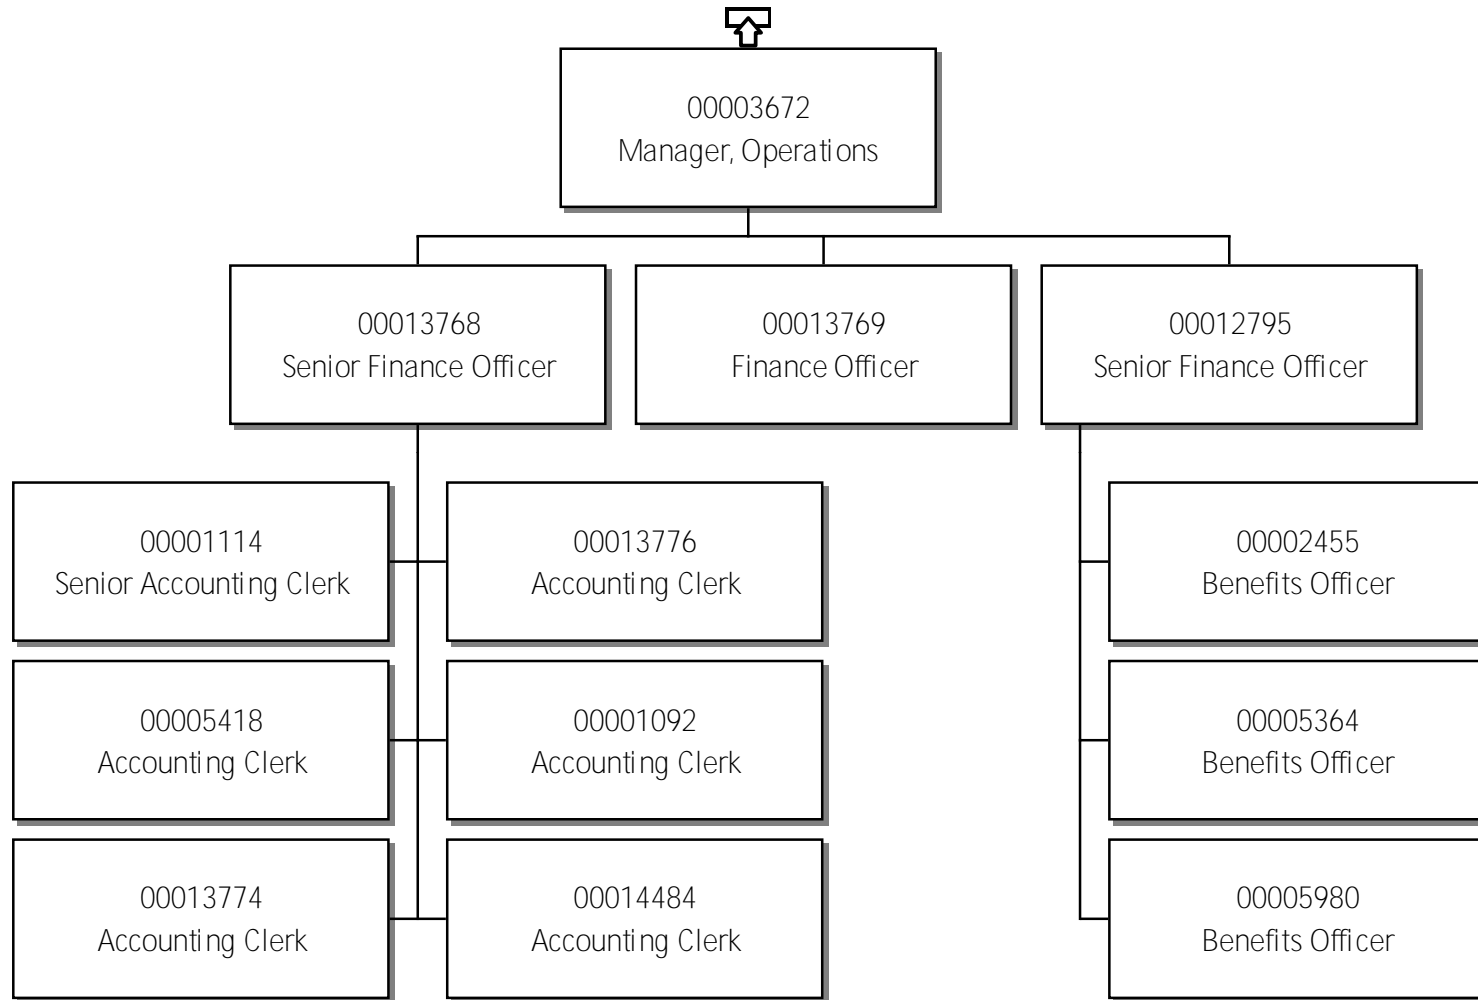 00003672
Manager, Operations
00013768
Senior Finance Officer
00013769
Finance Officer
00012795
Senior Finance Officer
00001114
Senior Accounting Clerk
00013776
Accounting Clerk
00002455
Benefits Officer
00005418
Accounting Clerk
00001092
Accounting Clerk
00005364
Benefits Officer
00013774
Accounting Clerk
00014484
Accounting Clerk
00005980
Benefits Officer